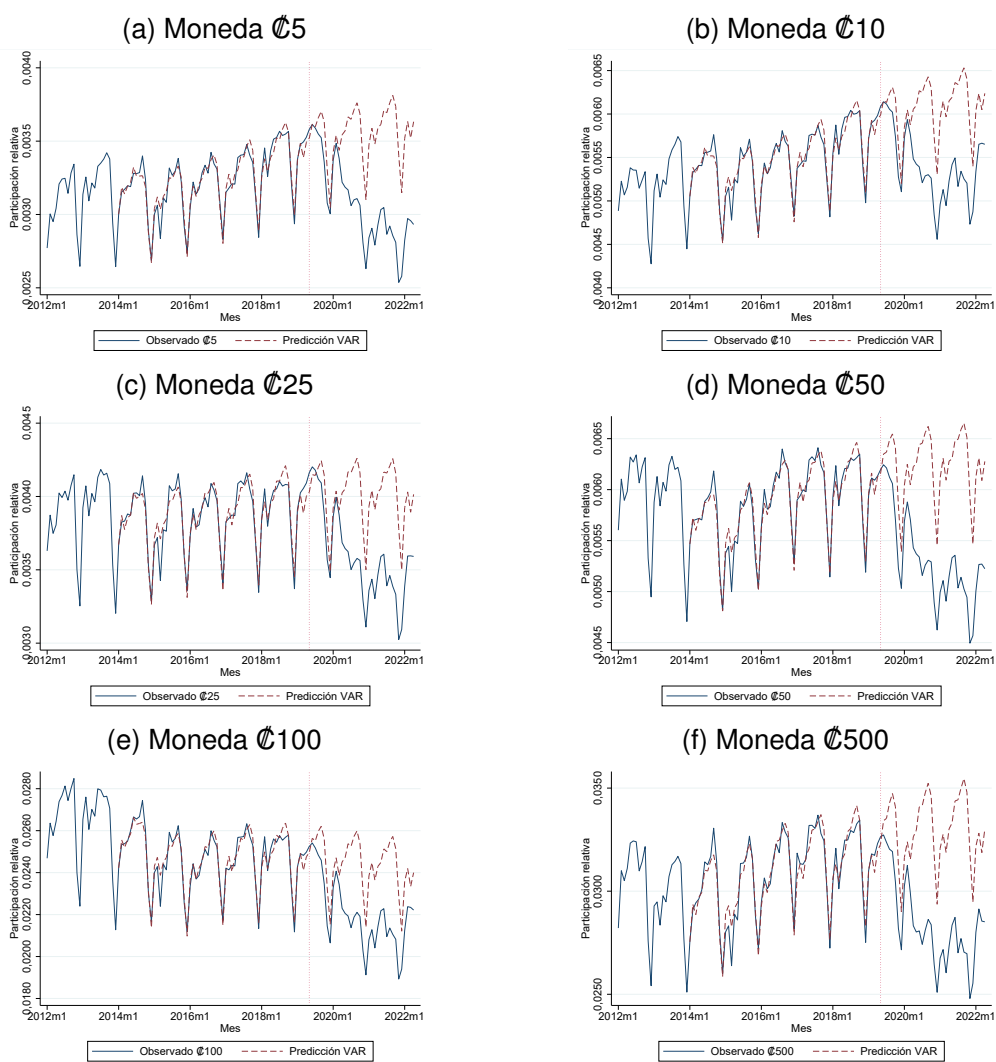 (a) Moneda ₡5
(b) Moneda ₡10
Participación relativa
0,0025 0,0030 0,0035 0,0040
2012m1 2014m1 2016m1 2018m1 2020m1 2022m1
Mes
Observado ₡5 Predicción VAR
Participación relativa
0,0040 0,0045 0,0050 0,0055 0,0060 0,0065
2012m1 2014m1 2016m1 2018m1 2020m1 2022m1
Mes
Observado ₡10 Predicción VAR
(c) Moneda ₡25
(d) Moneda ₡50
Participación relativa
0,0030 0,0035 0,0040 0,0045
2012m1 2014m1 2016m1 2018m1 2020m1 2022m1
Mes
Observado ₡25 Predicción VAR
Participación relativa
0,0045 0,0050 0,0055 0,0060 0,0065
2012m1 2014m1 2016m1 2018m1 2020m1 2022m1
Mes
Observado ₡50 Predicción VAR
(e) Moneda ₡100
(f) Moneda ₡500
Participación relativa
0,0180 0,0200 0,0220 0,0240 0,0260 0,0280
2012m1 2014m1 2016m1 2018m1 2020m1 2022m1
Mes
Observado ₡100 Predicción VAR
Participación relativa
0,0250 0,0300 0,0350
2012m1 2014m1 2016m1 2018m1 2020m1 2022m1
Mes
Observado ₡500 Predicción VAR